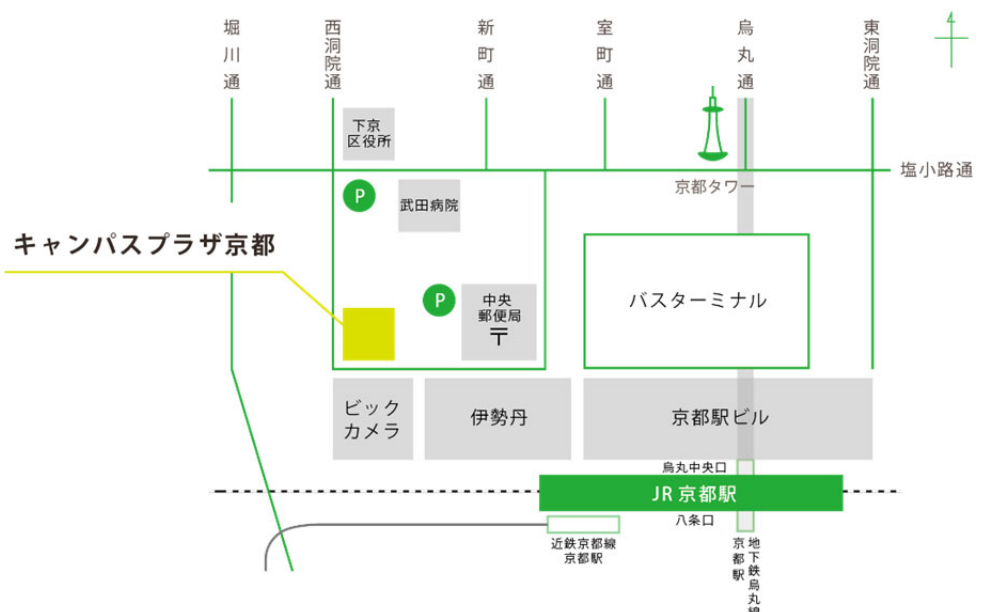 堀川通
西洞院通
新町通
室町通
烏丸通
東洞院通
4
下京
区役所
塩小路通
P
武田病院
京都タワー
キャンパスプラザ京都
P
中央
郵便局
〒
バスターミナル
ビック
カメラ
伊勢丹
京都駅ビル
烏丸中央口
JR 京都駅
八条口
近鉄京都線
京都駅
地下鉄烏丸線
京都駅